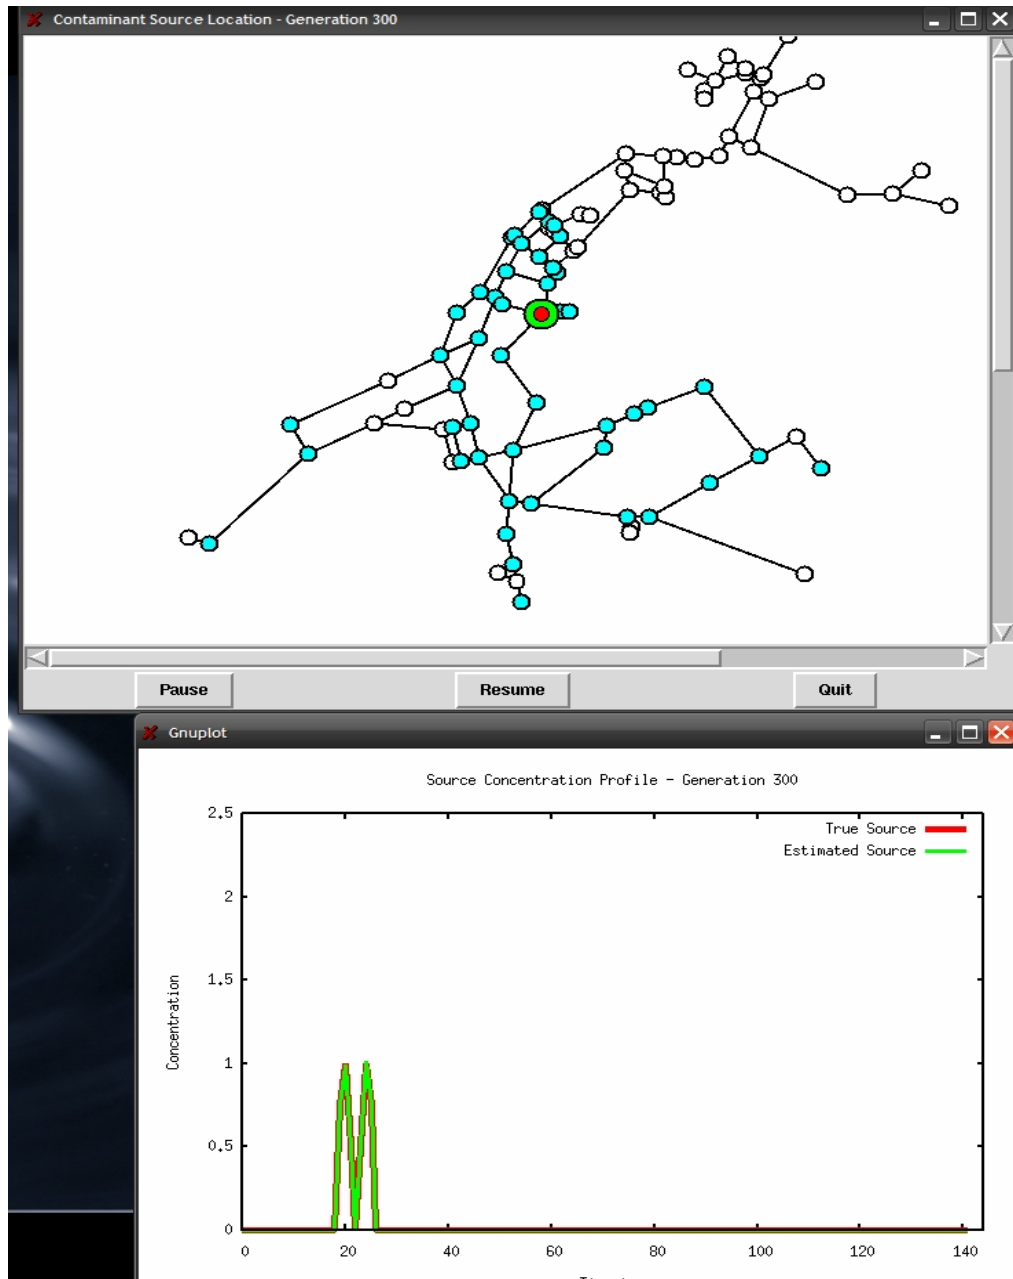 Contaminant Source Location - Generation 300
Pause Resume Quit
Gnuplot
Source Concentration Profile - Generation 300
2.5
True Source
Estimated Source
2
1.5
Concentration
1
0.5
0
0 20 40 60 80 100 120 140